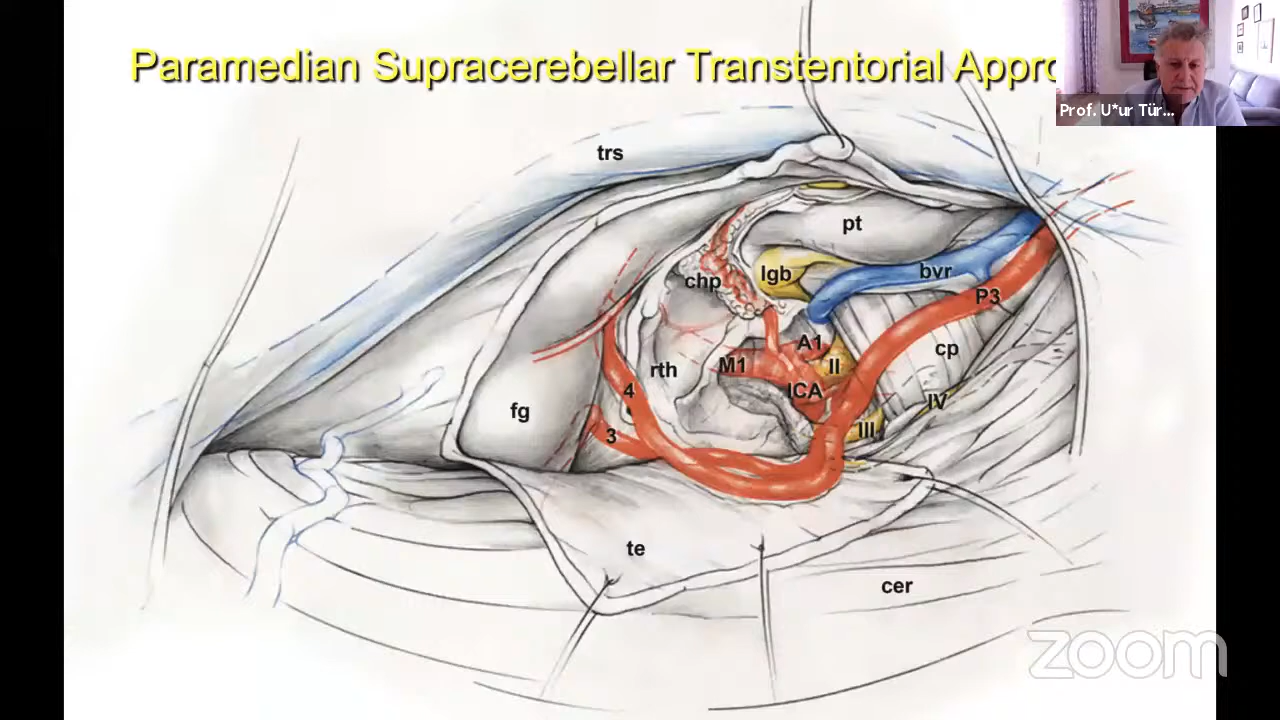 Paramedian Supracerebellar Transtentorial Appro
Prof. U*ur Tür...
trs
pt
lgb
bvr
chp
P3
A1
cp
M1
II
rth
ICA
4
IV
fg
III
3
te
cer
zoom